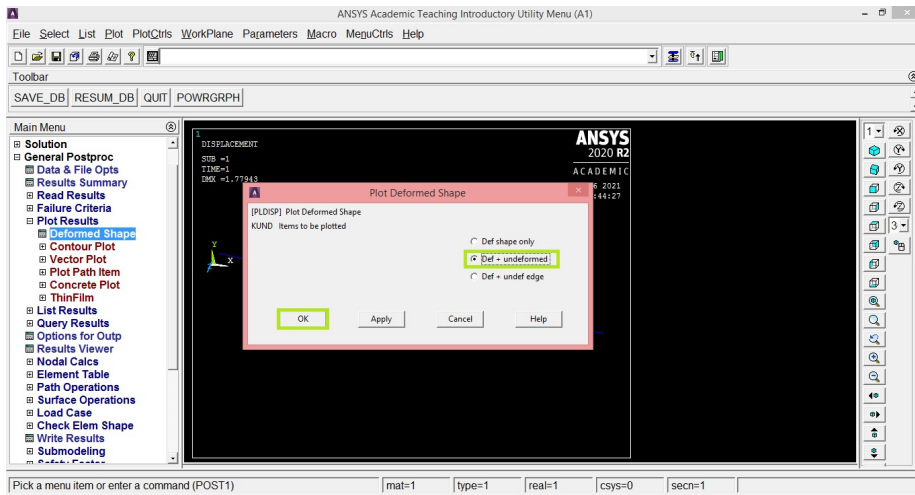 ANSYS Academic Teaching Introductory Utility Menu (A1)
File Select List Plot PlotCtrls WorkPlane Parameters Macro MenuCtrls Help
Toolbar
SAVE_DB RESUM_DB QUIT POWRGRPH
Main Menu
Solution
General Postproc
Data & File Opts
Results Summary
Read Results
Failure Criteria
Plot Results
Deformed Shape
Contour Plot
Vector Plot
Plot Path Item
Concrete Plot
ThinFilm
List Results
Query Results
Options for Outp
Results Viewer
Nodal Calcs
Element Table
Path Operations
Surface Operations
Load Case
Check Elem Shape
Write Results
Submodeling
Safety Factor
1
DISPLACEMENT
SUB =1
TIME=1
DMX =1.77943
ANSYS
2020 R2
ACADEMIC
6 2021
:44:27
Y
X
Plot Deformed Shape
[PLDISP] Plot Deformed Shape
KUND Items to be plotted
Def shape only
Def + undeformed
Def + undef edge
OK Apply Cancel Help
1
3
Pick a menu item or enter a command (POST1) mat=1 type=1 real=1 csys=0 secn=1